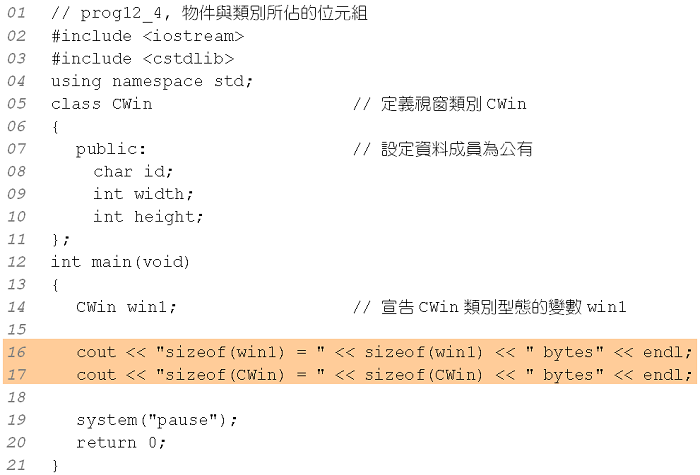 01 // prog12_4, 物件與類別所佔的位元組
02 #include <iostream>
03 #include <cstdlib>
04 using namespace std;
05 class CWin // 定義視窗類別 CWin
06 {
07 public: // 設定資料成員為公有
08 char id;
09 int width;
10 int height;
11 };
12 int main(void)
13 {
14 CWin win1; // 宣告 CWin 類別型態的變數 win1
15
16 cout << "sizeof(win1) = " << sizeof(win1) << " bytes" << endl;
17 cout << "sizeof(CWin) = " << sizeof(CWin) << " bytes" << endl;
18
19 system("pause");
20 return 0;
21 }